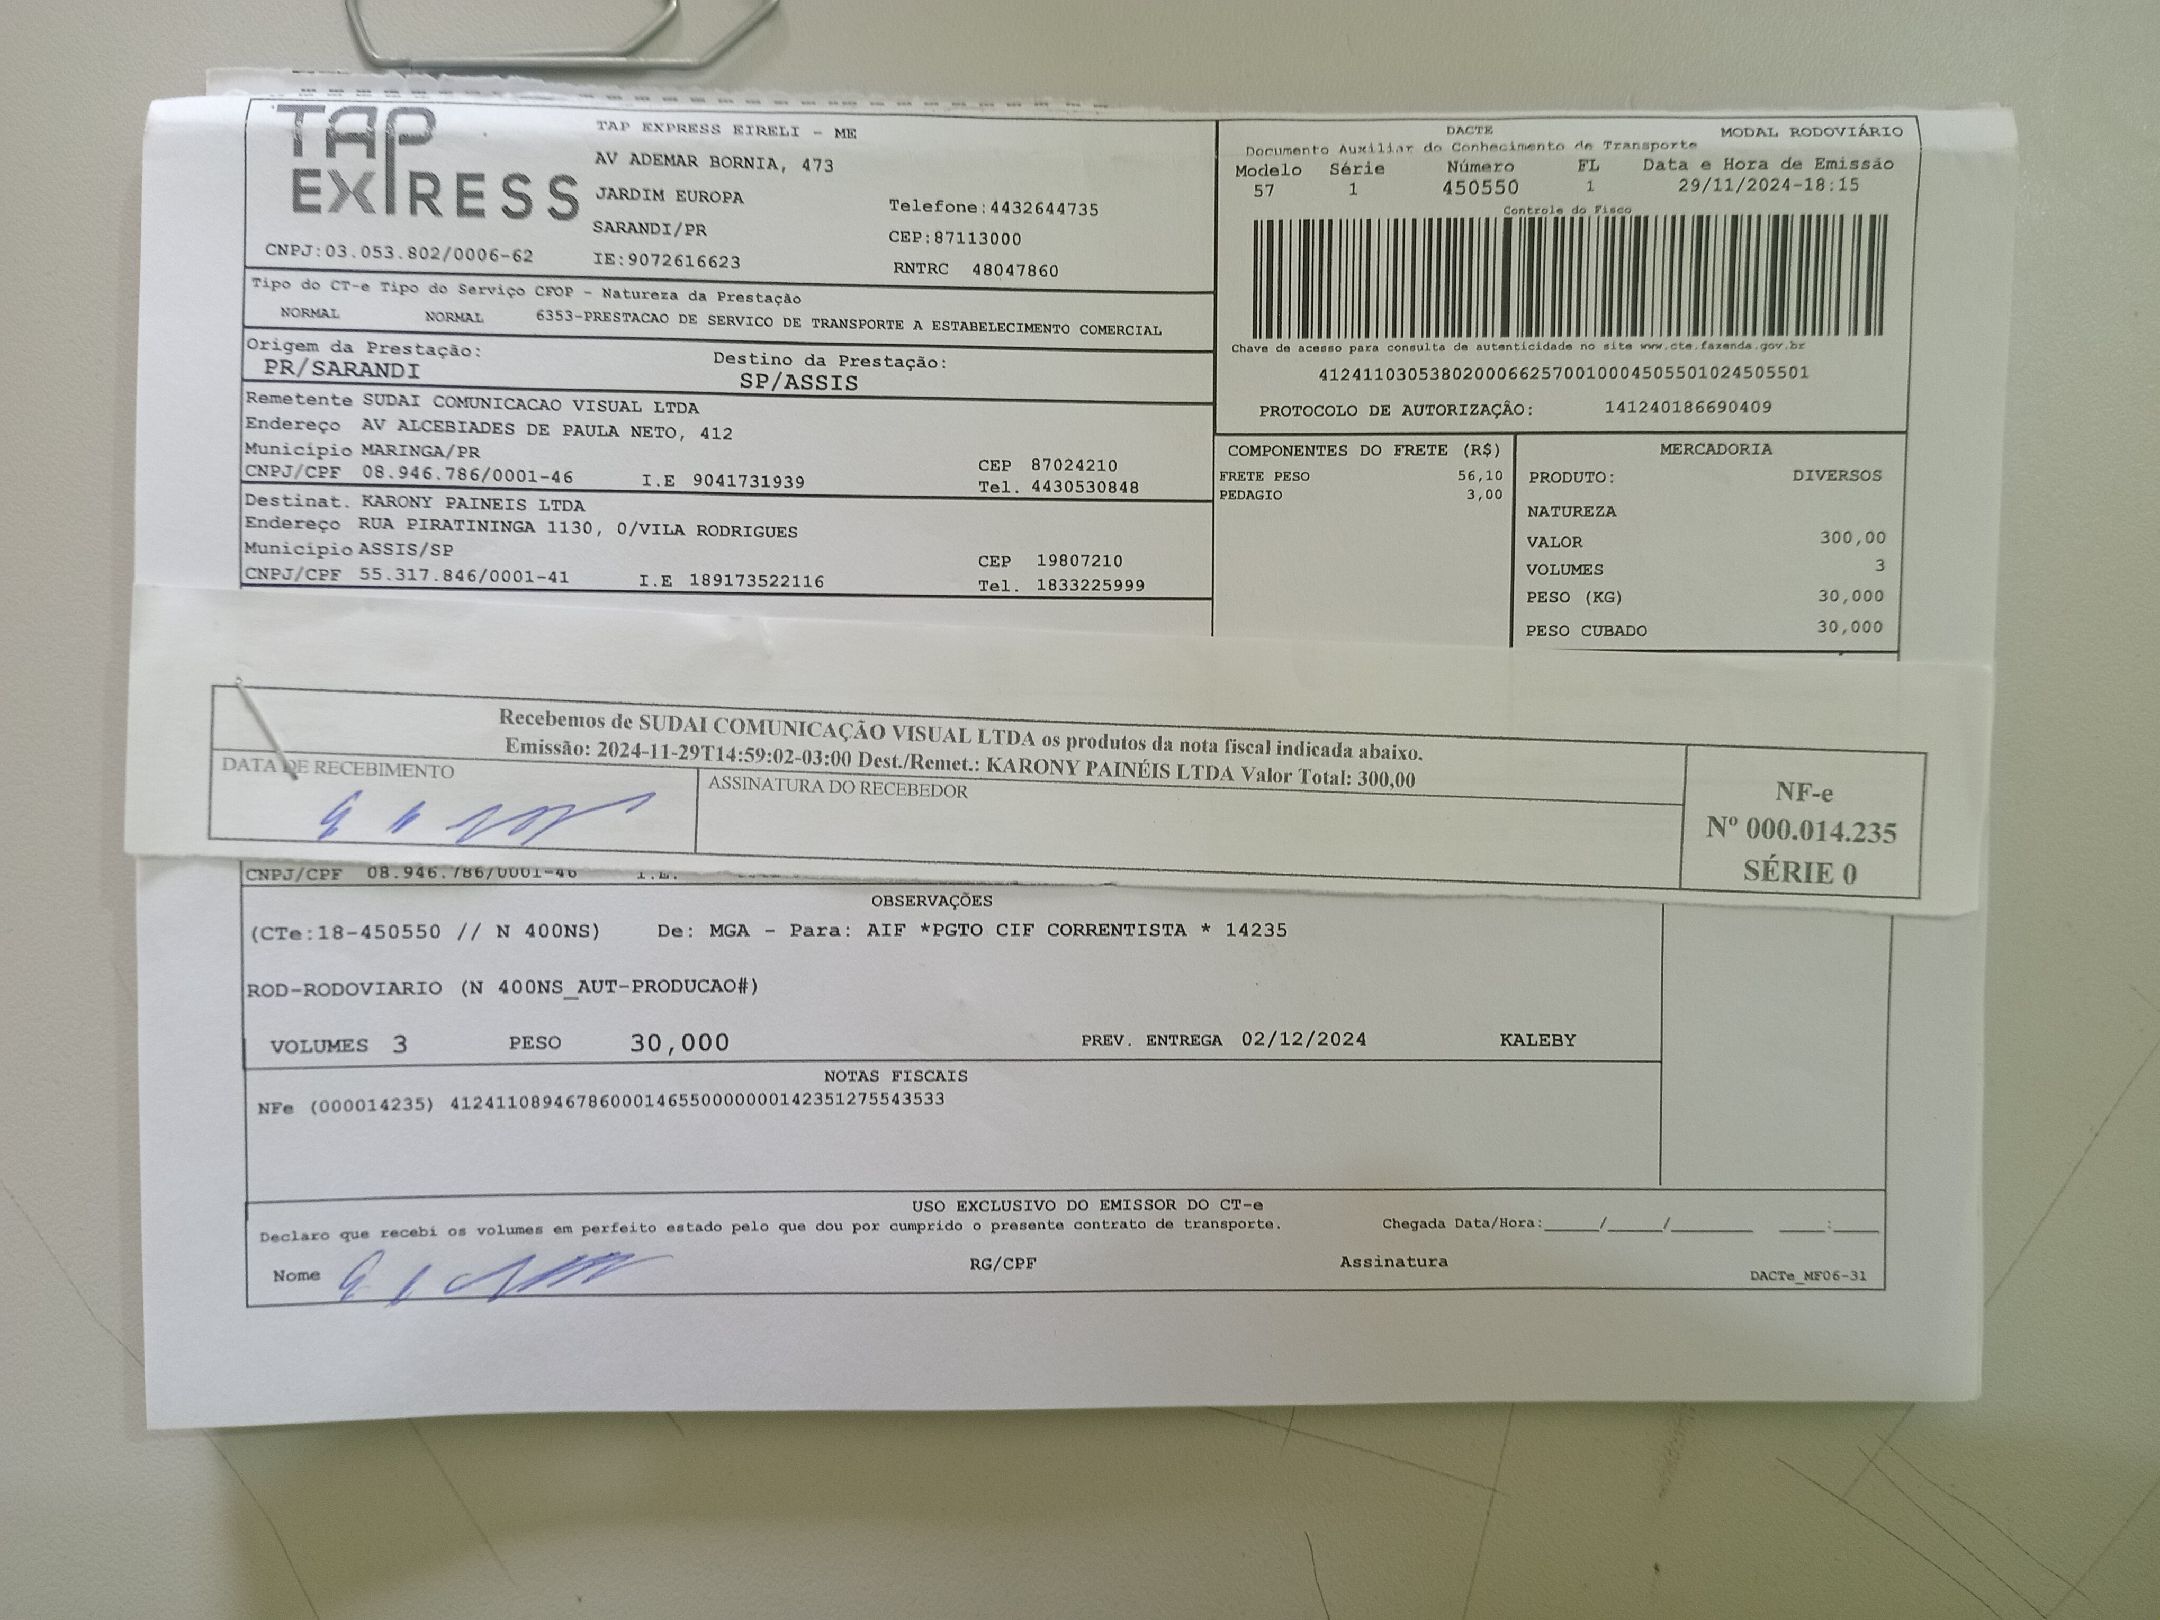 TAP EXPRESS
TAP EXPRESS EIRELI - ME
AV ADEMAR BORNIA, 473
JARDIM EUROPA
Telefone:4432644735
SARANDI/PR
CEP:87113000
CNPJ:03.053.802/0006-62
IE:9072616623
RNTRC 48047860
DACTE
MODAL RODOVIÁRIO
Documento Auxiliar do Conhecimento de Transporte
Modelo Série Número FL Data e Hora de Emissão
57 1 450550 1 29/11/2024-18:15
Controle do Fisco
Chave de acesso para consulta de autenticidade no site www.cte.fazenda.gov.br
41241103053802000662570010004505501024505501
PROTOCOLO DE AUTORIZAÇÃO: 141240186690409
Tipo do CT-e Tipo do Serviço CFOP - Natureza da Prestação
NORMAL NORMAL 6353-PRESTACAO DE SERVICO DE TRANSPORTE A ESTABELECIMENTO COMERCIAL
Origem da Prestação: Destino da Prestação:
PR/SARANDI SP/ASSIS
Remetente SUDAI COMUNICACAO VISUAL LTDA
Endereço AV ALCEBIADES DE PAULA NETO, 412
Município MARINGA/PR CEP 87024210
CNPJ/CPF 08.946.786/0001-46 I.E 9041731939 Tel. 4430530848
Destinat. KARONY PAINEIS LTDA
Endereço RUA PIRATININGA 1130, 0/VILA RODRIGUES
Município ASSIS/SP CEP 19807210
CNPJ/CPF 55.317.846/0001-41 I.E 189173522116 Tel. 1833225999
COMPONENTES DO FRETE (R$)
FRETE PESO 56,10
PEDAGIO 3,00
MERCADORIA
PRODUTO: DIVERSOS
NATUREZA
VALOR 300,00
VOLUMES 3
PESO (KG) 30,000
PESO CUBADO 30,000
Recebemos de SUDAI COMUNICAÇÃO VISUAL LTDA os produtos da nota fiscal indicada abaixo.
Emissão: 2024-11-29T14:59:02-03:00 Dest./Remet.: KARONY PAINÉIS LTDA Valor Total: 300,00
DATA DE RECEBIMENTO
ASSINATURA DO RECEBEDOR
NF-e
Nº 000.014.235
SÉRIE 0
CNPJ/CPF 08.946.786/0001-46 I.E.
OBSERVAÇÕES
(CTe:18-450550 // N 400NS) De: MGA - Para: AIF *PGTO CIF CORRENTISTA * 14235
ROD-RODOVIARIO (N 400NS_AUT-PRODUCAO#)
VOLUMES 3 PESO 30,000 PREV. ENTREGA 02/12/2024 KALEBY
NOTAS FISCAIS
NFe (000014235) 41241108946786000146550000000142351275543533
USO EXCLUSIVO DO EMISSOR DO CT-e
Declaro que recebi os volumes em perfeito estado pelo que dou por cumprido o presente contrato de transporte. Chegada Data/Hora:_____/_____/_______ ____:____
Nome RG/CPF Assinatura
DACTe_MF06-31